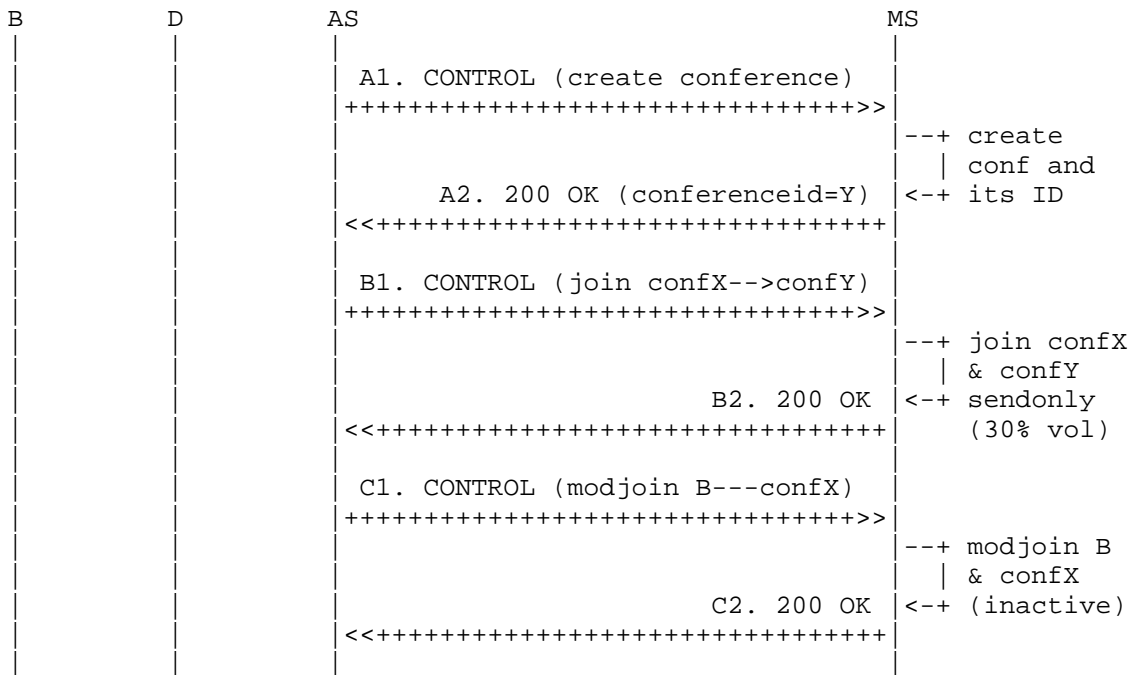 B D AS MS
A1. CONTROL (create conference)
+++++++++++++++++++++++++++++++>>
--+ create
| conf and
A2. 200 OK (conferenceid=Y) <-+ its ID
<<+++++++++++++++++++++++++++++++
B1. CONTROL (join confX-->confY)
+++++++++++++++++++++++++++++++>>
--+ join confX
| & confY
B2. 200 OK <-+ sendonly
<<+++++++++++++++++++++++++++++++ (30% vol)
C1. CONTROL (modjoin B---confX)
+++++++++++++++++++++++++++++++>>
--+ modjoin B
| & confX
C2. 200 OK <-+ (inactive)
<<+++++++++++++++++++++++++++++++